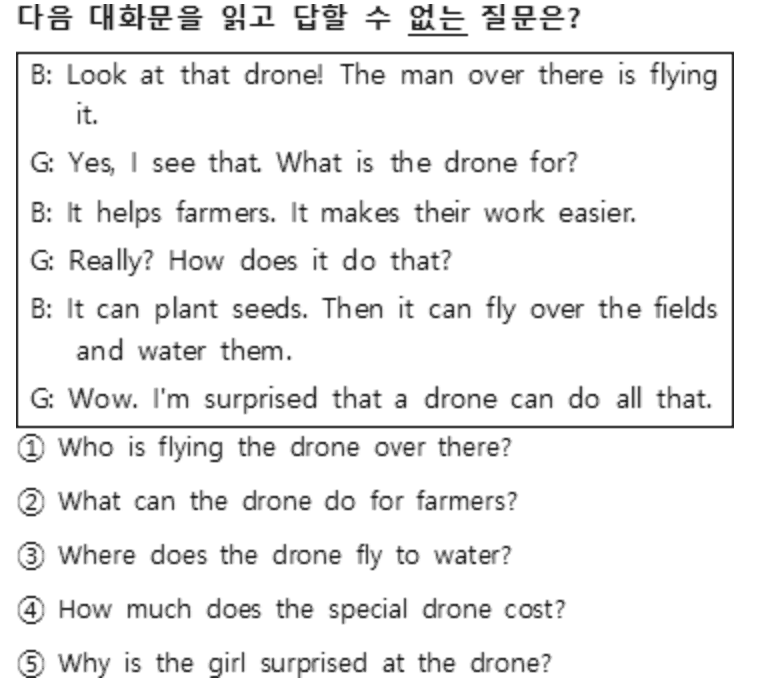 다음 대화문을 읽고 답할 수 없는 질문은?
B: Look at that drone! The man over there is flying
it.
G: Yes, I see that. What is the drone for?
B: It helps farmers. It makes their work easier.
G: Really? How does it do that?
B: It can plant seeds. Then it can fly over the fields
and water them.
G: Wow. I'm surprised that a drone can do all that.
① Who is flying the drone over there?
② What can the drone do for farmers?
③ Where does the drone fly to water?
④ How much does the special drone cost?
⑤ Why is the girl surprised at the drone?